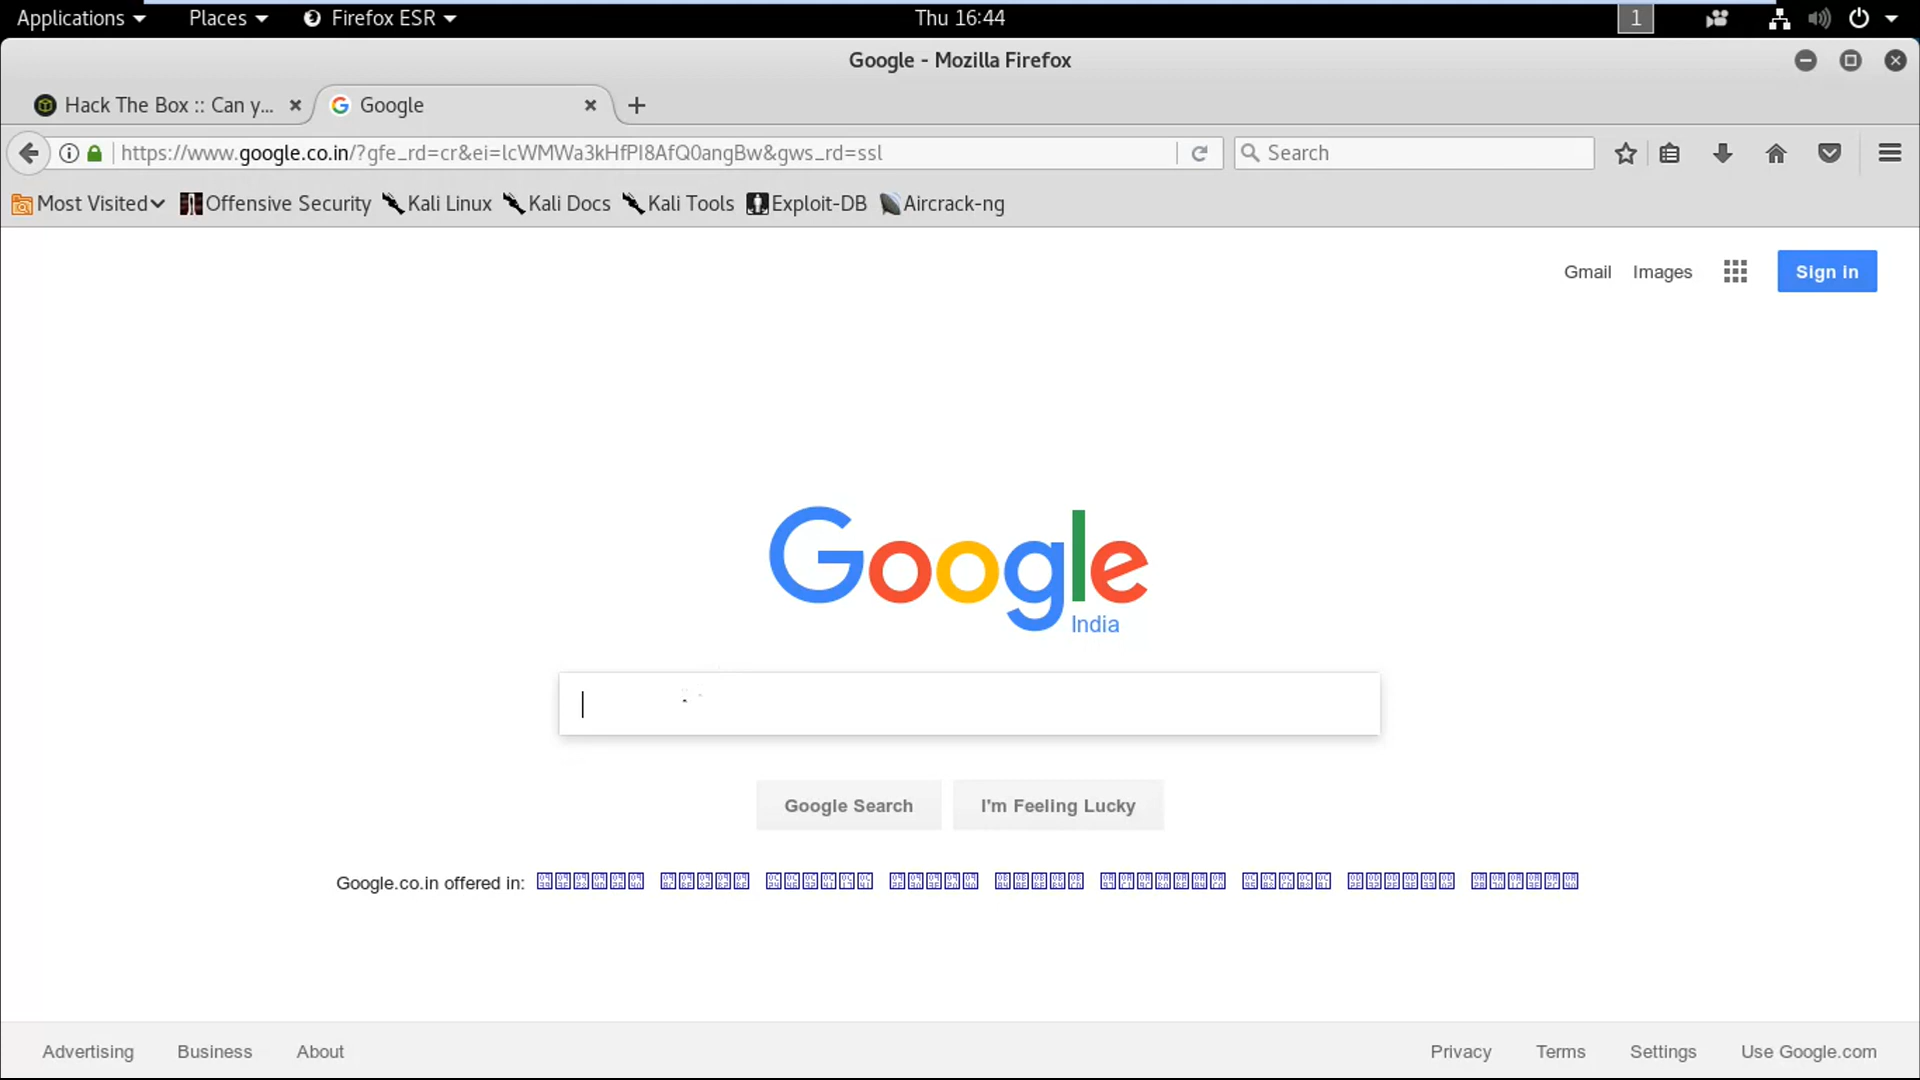 Applications Places Firefox ESR Thu 16:44 1
Google - Mozilla Firefox
Hack The Box :: Can y... Google
https://www.google.co.in/?gfe_rd=cr&ei=lcWMWa3kHfPI8AfQ0angBw&gws_rd=ssl Search
Most Visited Offensive Security Kali Linux Kali Docs Kali Tools Exploit-DB Aircrack-ng
Gmail Images Sign in
Google
India
Google Search I'm Feeling Lucky
Google.co.in offered in:
Advertising Business About Privacy Terms Settings Use Google.com